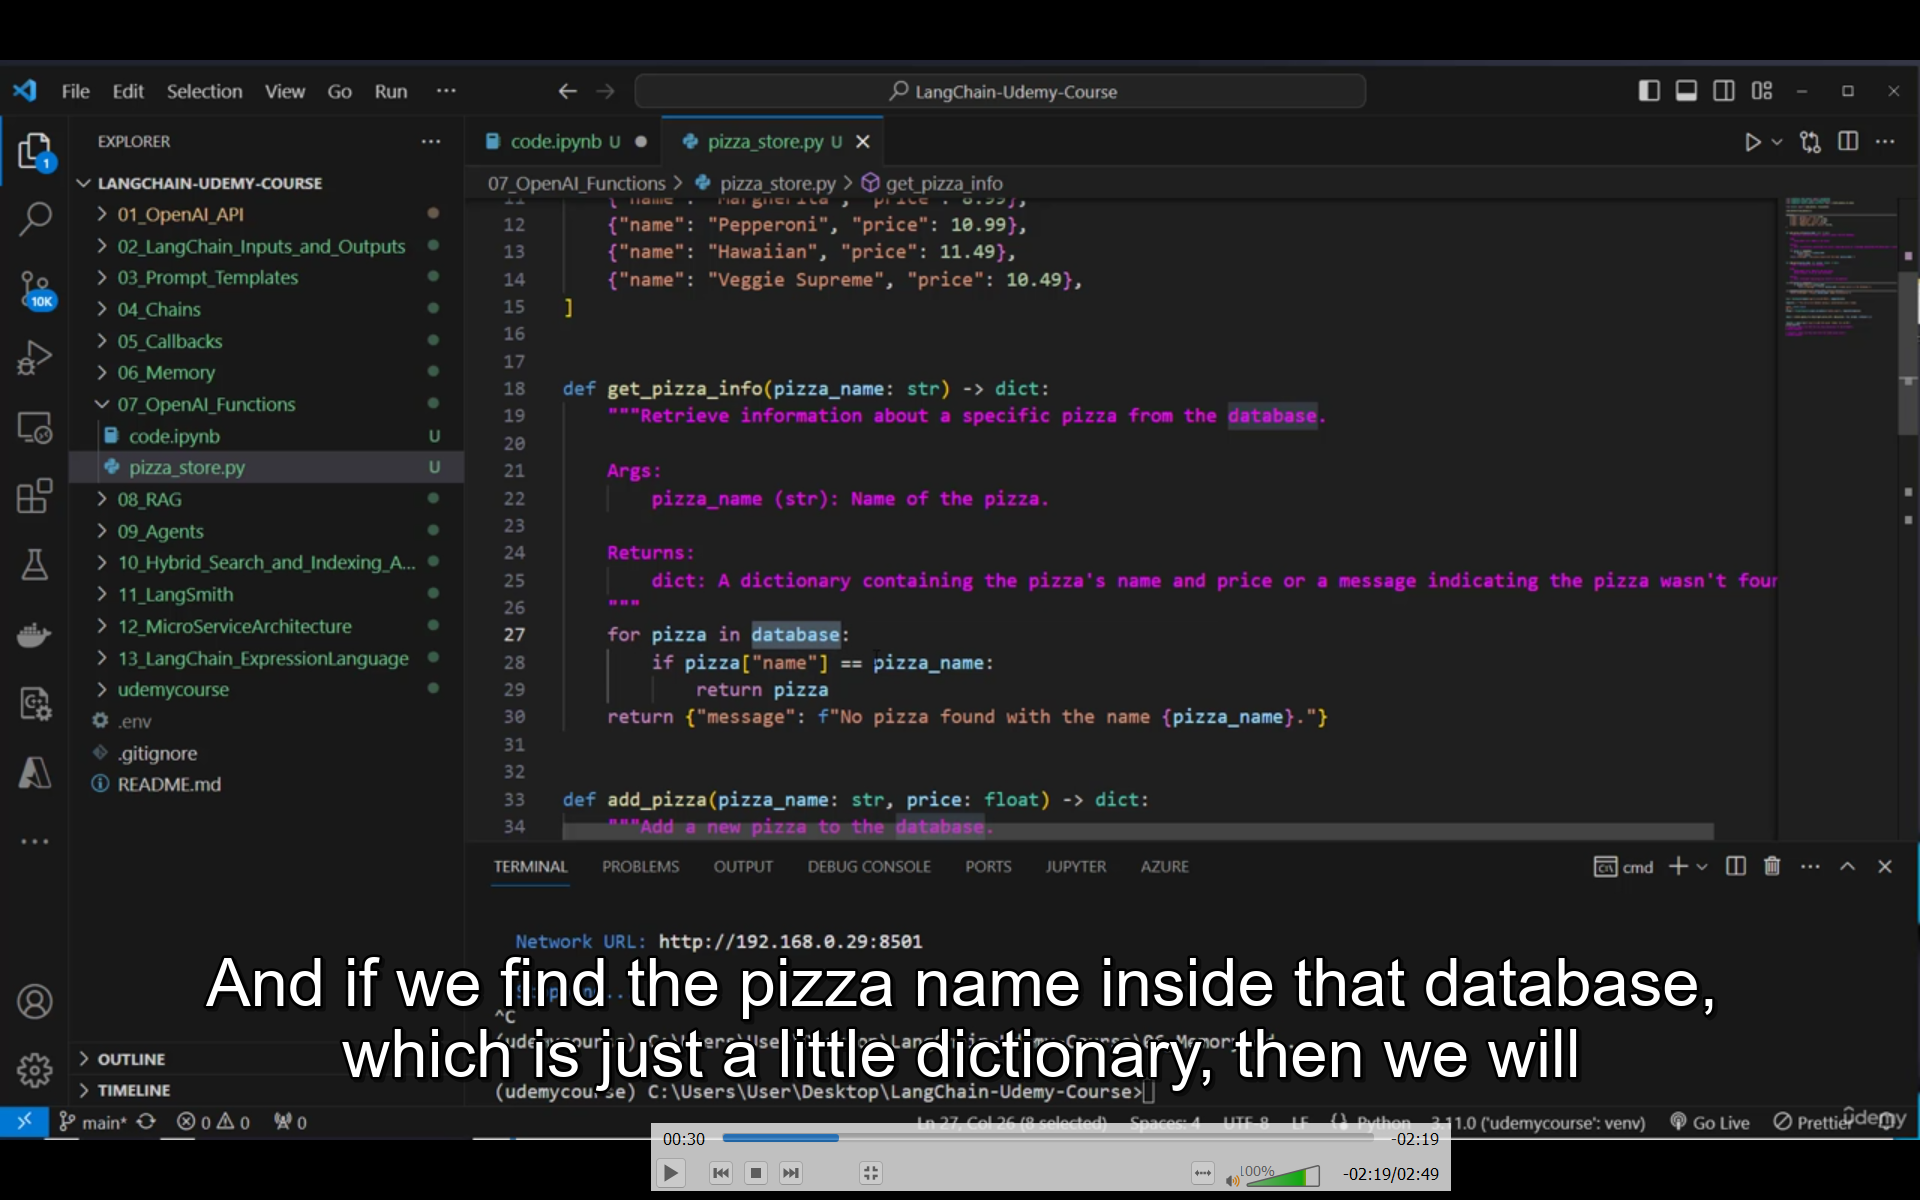 File Edit Selection View Go Run ··· LangChain-Udemy-Course
EXPLORER
code.ipynb U
pizza_store.py U
LANGCHAIN-UDEMY-COURSE
07_OpenAI_Functions > pizza_store.py > get_pizza_info
01_OpenAI_API
02_LangChain_Inputs_and_Outputs
03_Prompt_Templates
04_Chains
05_Callbacks
06_Memory
07_OpenAI_Functions
code.ipynb U
pizza_store.py U
08_RAG
09_Agents
10_Hybrid_Search_and_Indexing_A...
11_LangSmith
12_MicroServiceArchitecture
13_LangChain_ExpressionLanguage
udemycourse
.env
.gitignore
README.md
OUTLINE
TIMELINE
1
10K
11 {"name": "Margherita", "price": 8.99},
12 {"name": "Pepperoni", "price": 10.99},
13 {"name": "Hawaiian", "price": 11.49},
14 {"name": "Veggie Supreme", "price": 10.49},
15 ]
16
17
18 def get_pizza_info(pizza_name: str) -> dict:
19 """Retrieve information about a specific pizza from the database.
20
21 Args:
22 pizza_name (str): Name of the pizza.
23
24 Returns:
25 dict: A dictionary containing the pizza's name and price or a message indicating the pizza wasn't four
26 """
27 for pizza in database:
28 if pizza["name"] == pizza_name:
29 return pizza
30 return {"message": f"No pizza found with the name {pizza_name}."}
31
32
33 def add_pizza(pizza_name: str, price: float) -> dict:
34 """Add a new pizza to the database.
TERMINAL PROBLEMS OUTPUT DEBUG CONSOLE PORTS JUPYTER AZURE
cmd
Network URL: http://192.168.0.29:8501
^C
(udemycourse) C:\Users\User\Desktop\LangChain-Udemy-Course>
And if we find the pizza name inside that database,
which is just a little dictionary, then we will
main* 0 0 0 Ln 27, Col 26 (8 selected) Spaces: 4 UTF-8 LF Python 3.11.0 ('udemycourse': venv) Go Live Prettier
ûdemy
00:30 -02:19
100% -02:19/02:49